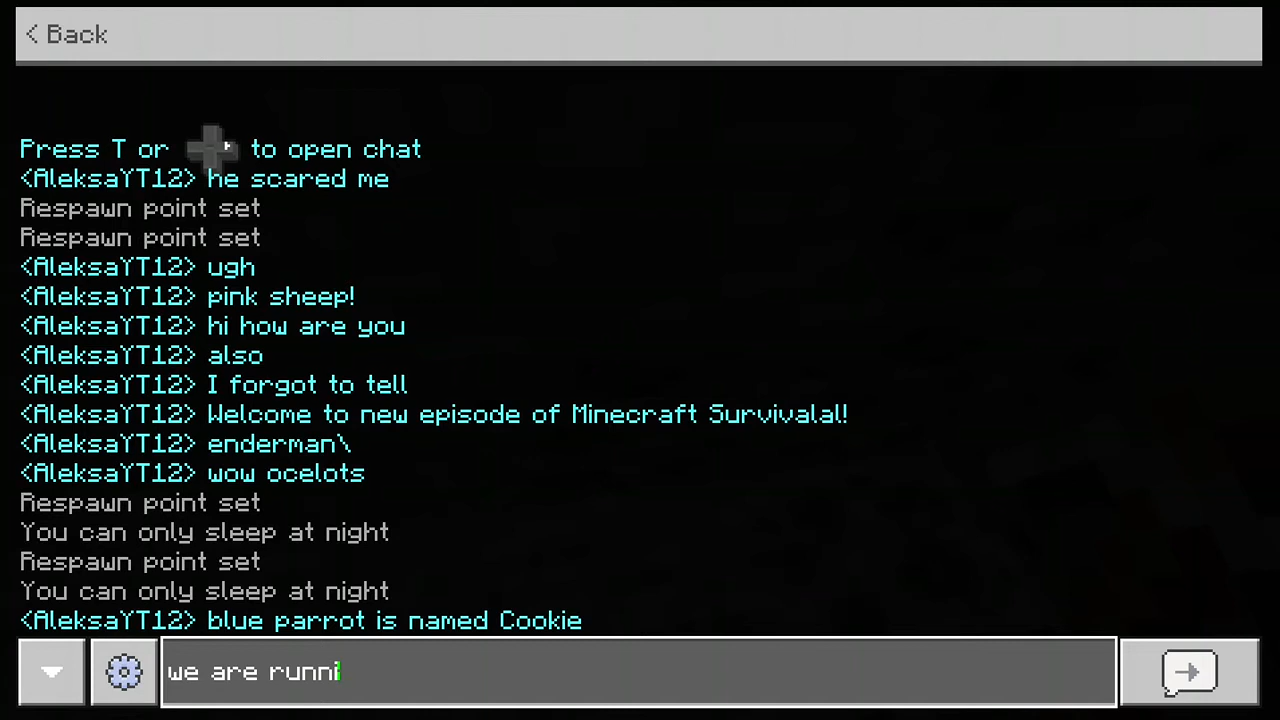 < Back
Press T or to open chat
<AleksaYT12> he scared me
Respawn point set
Respawn point set
<AleksaYT12> ugh
<AleksaYT12> pink sheep!
<AleksaYT12> hi how are you
<AleksaYT12> also
<AleksaYT12> I forgot to tell
<AleksaYT12> Welcome to new episode of Minecraft Survivalal!
<AleksaYT12> enderman\
<AleksaYT12> wow ocelots
Respawn point set
You can only sleep at night
Respawn point set
You can only sleep at night
<AleksaYT12> blue parrot is named Cookie
we are runni